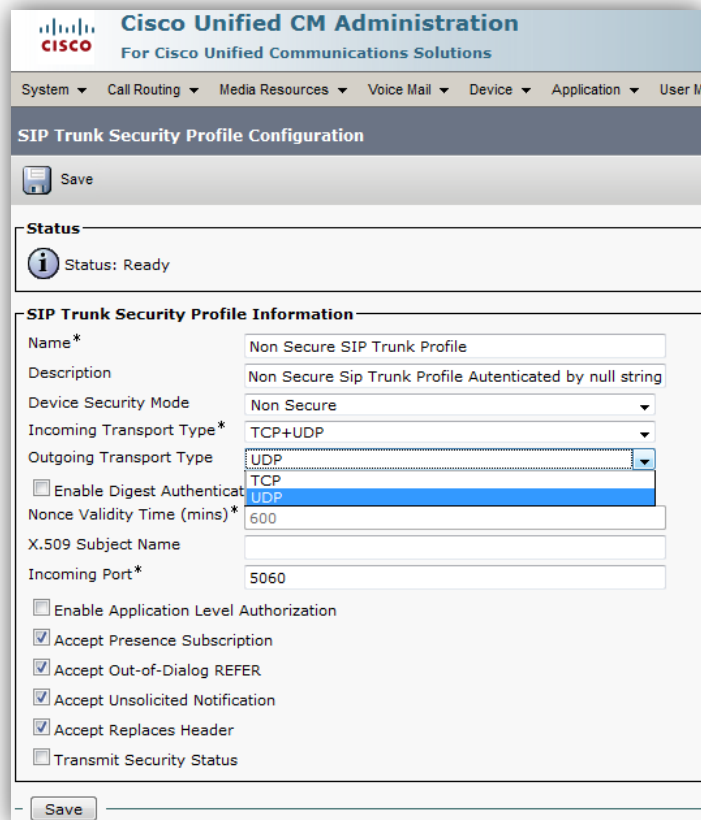 CISCO
Cisco Unified CM Administration
For Cisco Unified Communications Solutions
System Call Routing Media Resources Voice Mail Device Application User M
SIP Trunk Security Profile Configuration
Save
Status
Status: Ready
SIP Trunk Security Profile Information
Name* Non Secure SIP Trunk Profile
Description Non Secure Sip Trunk Profile Autenticated by null string
Device Security Mode Non Secure
Incoming Transport Type* TCP+UDP
Outgoing Transport Type UDP
TCP
Enable Digest Authenticat UDP
Nonce Validity Time (mins)* 600
X.509 Subject Name
Incoming Port* 5060
Enable Application Level Authorization
Accept Presence Subscription
Accept Out-of-Dialog REFER
Accept Unsolicited Notification
Accept Replaces Header
Transmit Security Status
Save